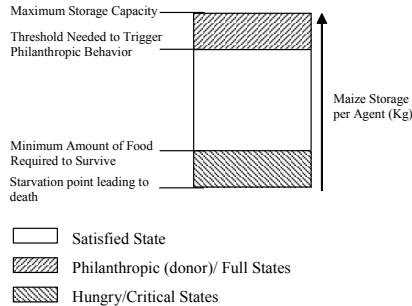 Maximum Storage Capacity
Threshold Needed to Trigger
Philanthropic Behavior
Maize Storage
per Agent (Kg)
Minimum Amount of Food
Required to Survive
Starvation point leading to
death
Satisfied State
Philanthropic (donor)/ Full States
Hungry/Critical States